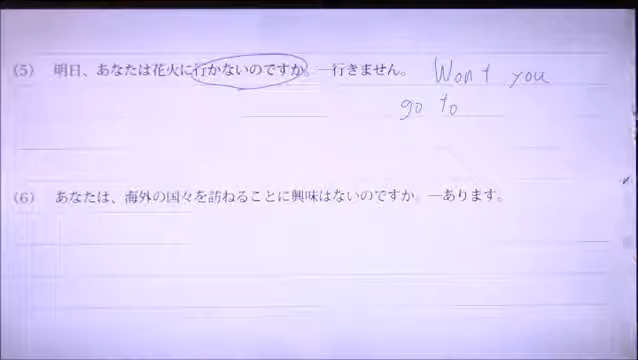 (5) 明日、あなたは花火に行かないのですか。―行きません。 Won't you
go to
(6) あなたは、海外の国々を訪ねることに興味はないのですか。―あります。